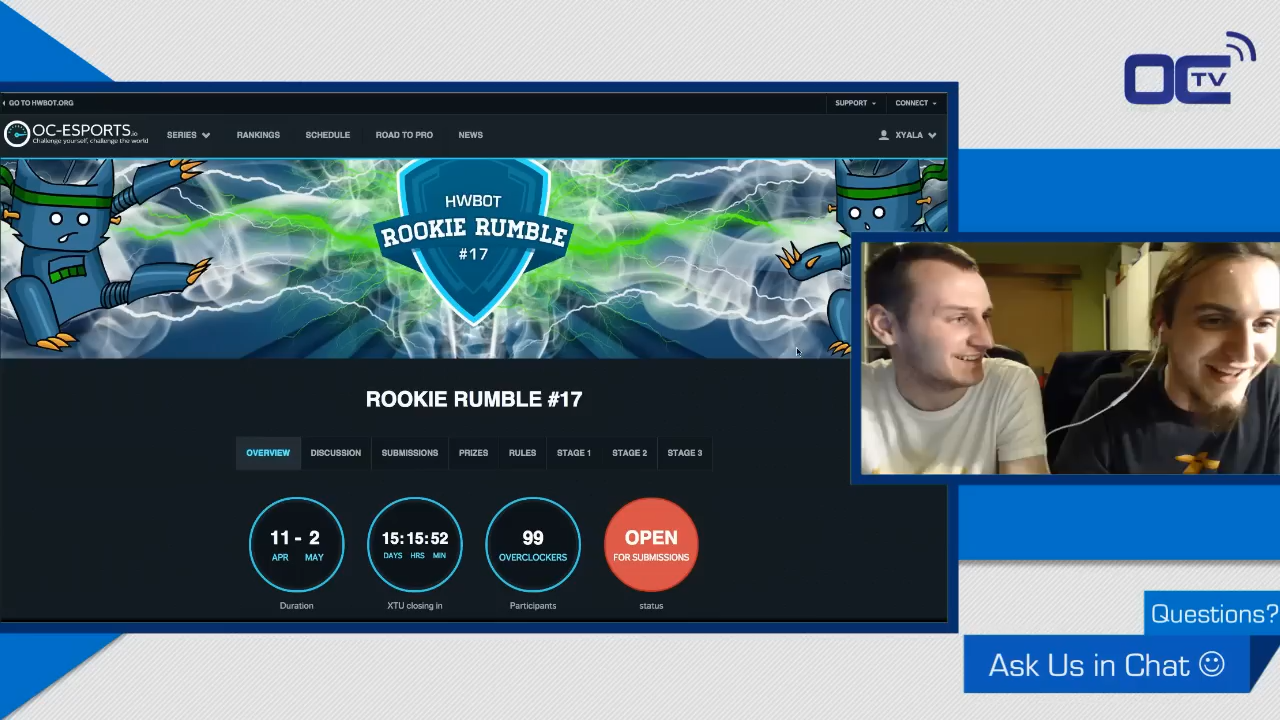 OC TV
GO TO HWBOT.ORG
SUPPORT
CONNECT
OC-ESPORTS.io
Challenge yourself, challenge the world
SERIES
RANKINGS
SCHEDULE
ROAD TO PRO
NEWS
XYALA
HWBOT
ROOKIE RUMBLE
#17
ROOKIE RUMBLE #17
OVERVIEW
DISCUSSION
SUBMISSIONS
PRIZES
RULES
STAGE 1
STAGE 2
STAGE 3
11 - 2
APR MAY
Duration
15:15:52
DAYS HRS MIN
XTU closing in
99
OVERCLOCKERS
Participants
OPEN
FOR SUBMISSIONS
status
Questions?
Ask Us in Chat ☺